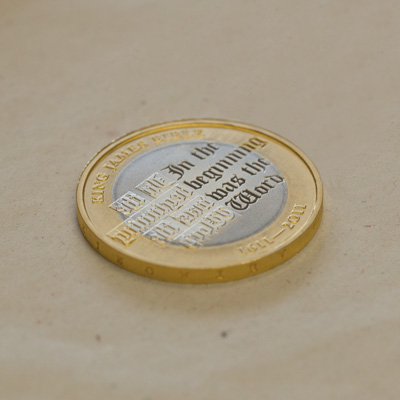 KING JAMES BIBLE
In the
beginning
was the
Word
1611–2011